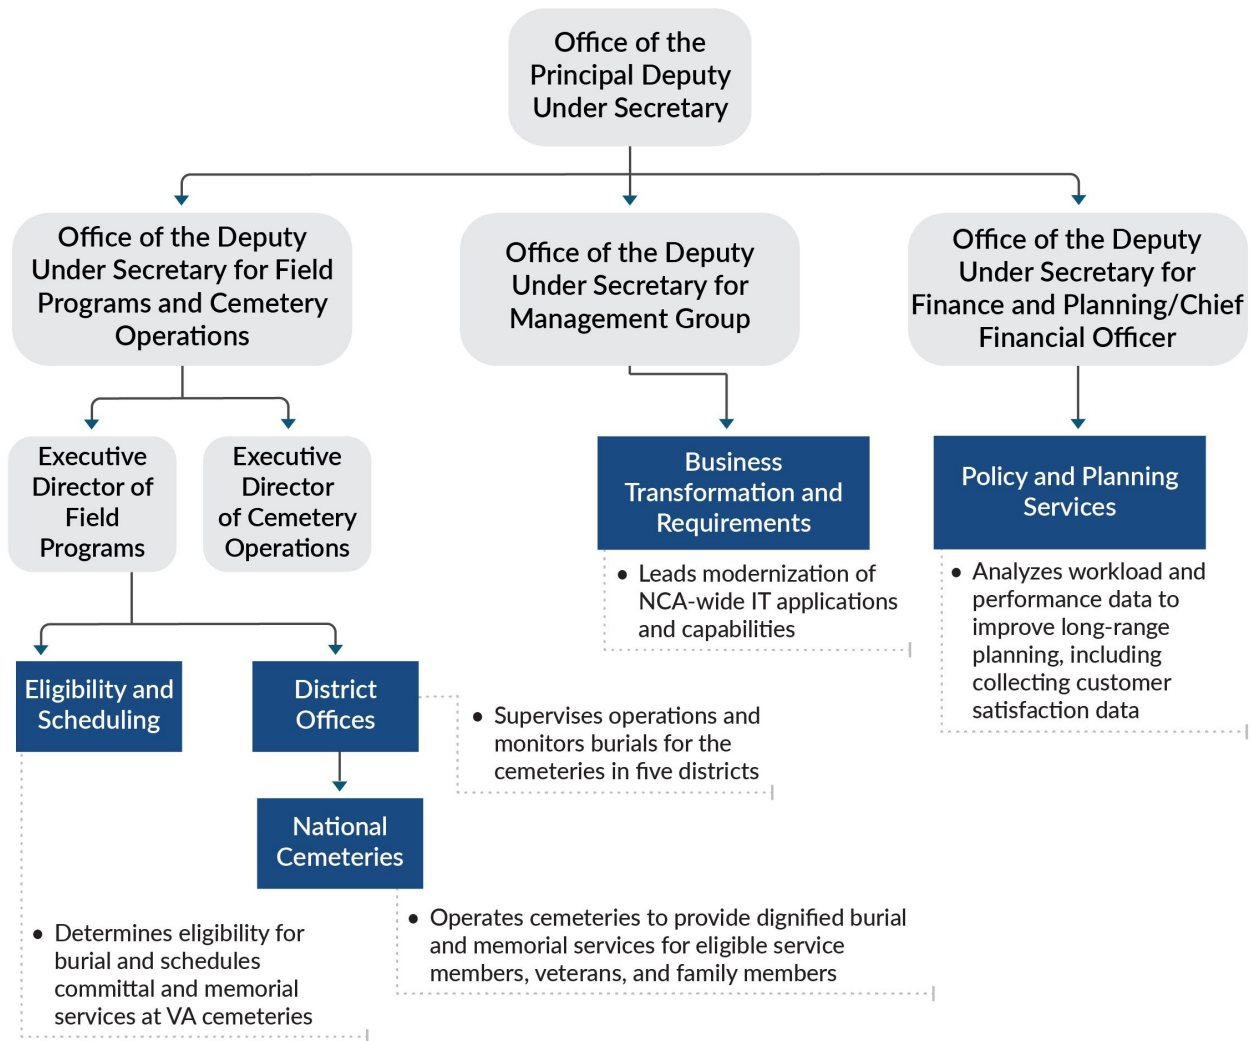 Office of the
Principal Deputy
Under Secretary
Office of the Deputy
Under Secretary for Field
Programs and Cemetery
Operations
Office of the Deputy
Under Secretary for
Management Group
Office of the Deputy
Under Secretary for
Finance and Planning/Chief
Financial Officer
Executive
Director of
Field
Programs
Executive
Director
of Cemetery
Operations
Business
Transformation and
Requirements
• Leads modernization of
NCA-wide IT applications
and capabilities
Policy and Planning
Services
• Analyzes workload and
performance data to
improve long-range
planning, including
collecting customer
satisfaction data
Eligibility and
Scheduling
District
Offices
• Supervises operations and
monitors burials for the
cemeteries in five districts
National
Cemeteries
• Operates cemeteries to provide dignified burial
and memorial services for eligible service
members, veterans, and family members
• Determines eligibility for
burial and schedules
committal and memorial
services at VA cemeteries